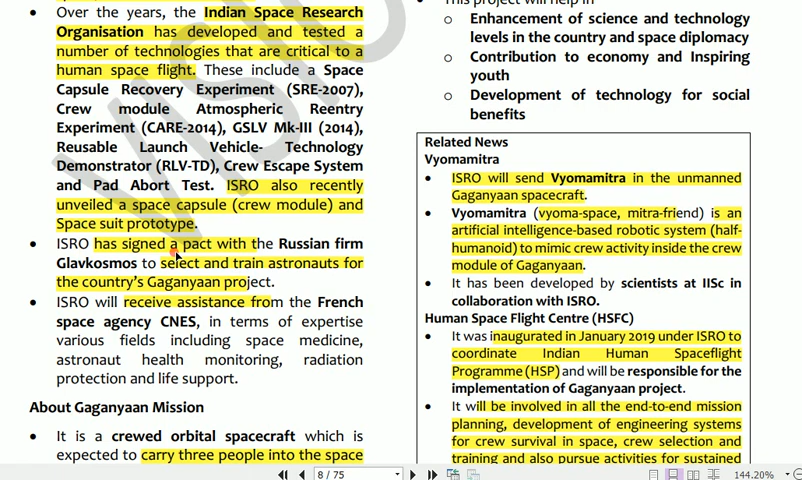 • Over the years, the Indian Space Research
Organisation has developed and tested a
number of technologies that are critical to a
human space flight. These include a Space
Capsule Recovery Experiment (SRE-2007),
Crew module Atmospheric Reentry
Experiment (CARE-2014), GSLV Mk-III (2014),
Reusable Launch Vehicle- Technology
Demonstrator (RLV-TD), Crew Escape System
and Pad Abort Test. ISRO also recently
unveiled a space capsule (crew module) and
Space suit prototype.
• ISRO has signed a pact with the Russian firm
Glavkosmos to select and train astronauts for
the country's Gaganyaan project.
• ISRO will receive assistance from the French
space agency CNES, in terms of expertise
various fields including space medicine,
astronaut health monitoring, radiation
protection and life support.
About Gaganyaan Mission
• It is a crewed orbital spacecraft which is
expected to carry three people into the space
• This project will help in
o Enhancement of science and technology
levels in the country and space diplomacy
o Contribution to economy and Inspiring
youth
o Development of technology for social
benefits
Related News
Vyomamitra
• ISRO will send Vyomamitra in the unmanned
Gaganyaan spacecraft.
• Vyomamitra (vyoma-space, mitra-friend) is an
artificial intelligence-based robotic system (half-
humanoid) to mimic crew activity inside the crew
module of Gaganyaan.
• It has been developed by scientists at IISc in
collaboration with ISRO.
Human Space Flight Centre (HSFC)
• It was inaugurated in January 2019 under ISRO to
coordinate Indian Human Spaceflight
Programme (HSP) and will be responsible for the
implementation of Gaganyaan project.
• It will be involved in all the end-to-end mission
planning, development of engineering systems
for crew survival in space, crew selection and
training and also pursue activities for sustained
8 / 75
144.20%